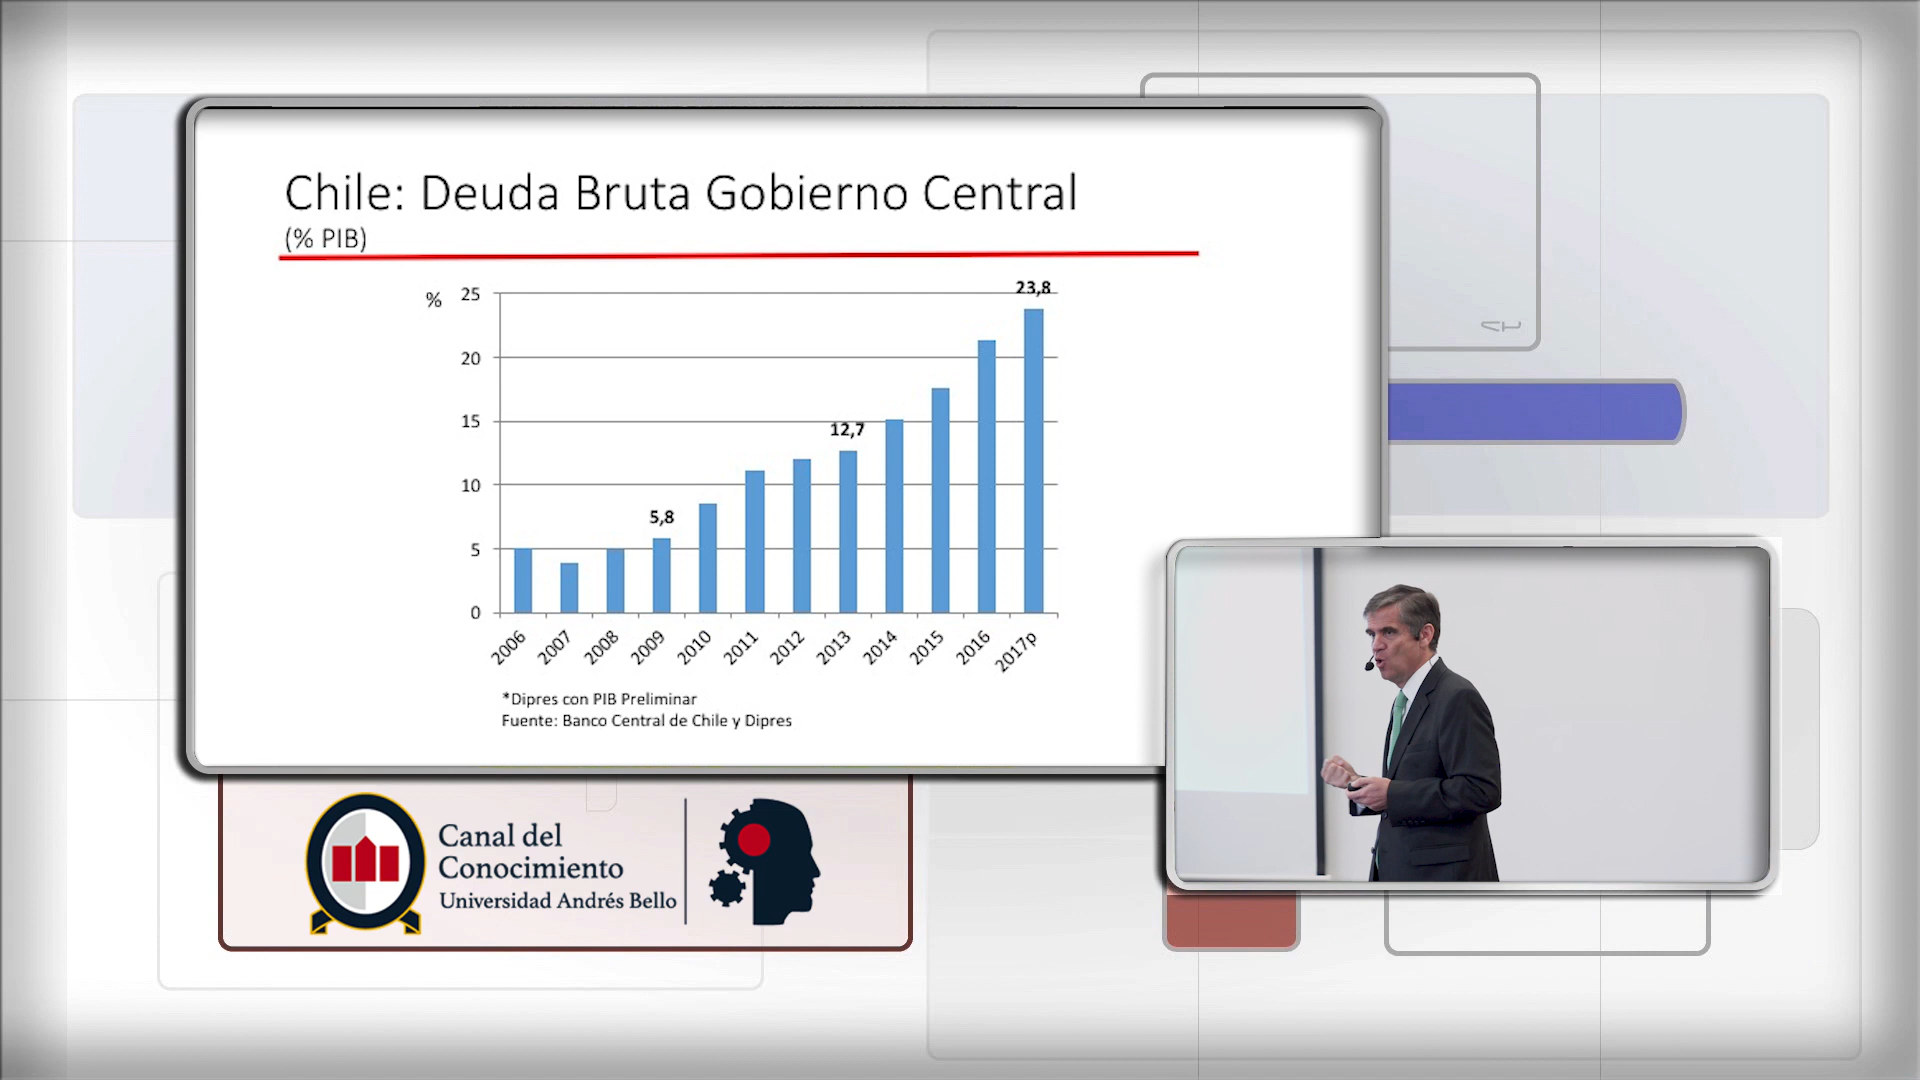 Chile: Deuda Bruta Gobierno Central
(% PIB)
%
25
20
15
10
5
0
5,8
12,7
23,8
2006
2007
2008
2009
2010
2011
2012
2013
2014
2015
2016
2017p
*Dipres con PIB Preliminar
Fuente: Banco Central de Chile y Dipres
Canal del
Conocimiento
Universidad Andrés Bello